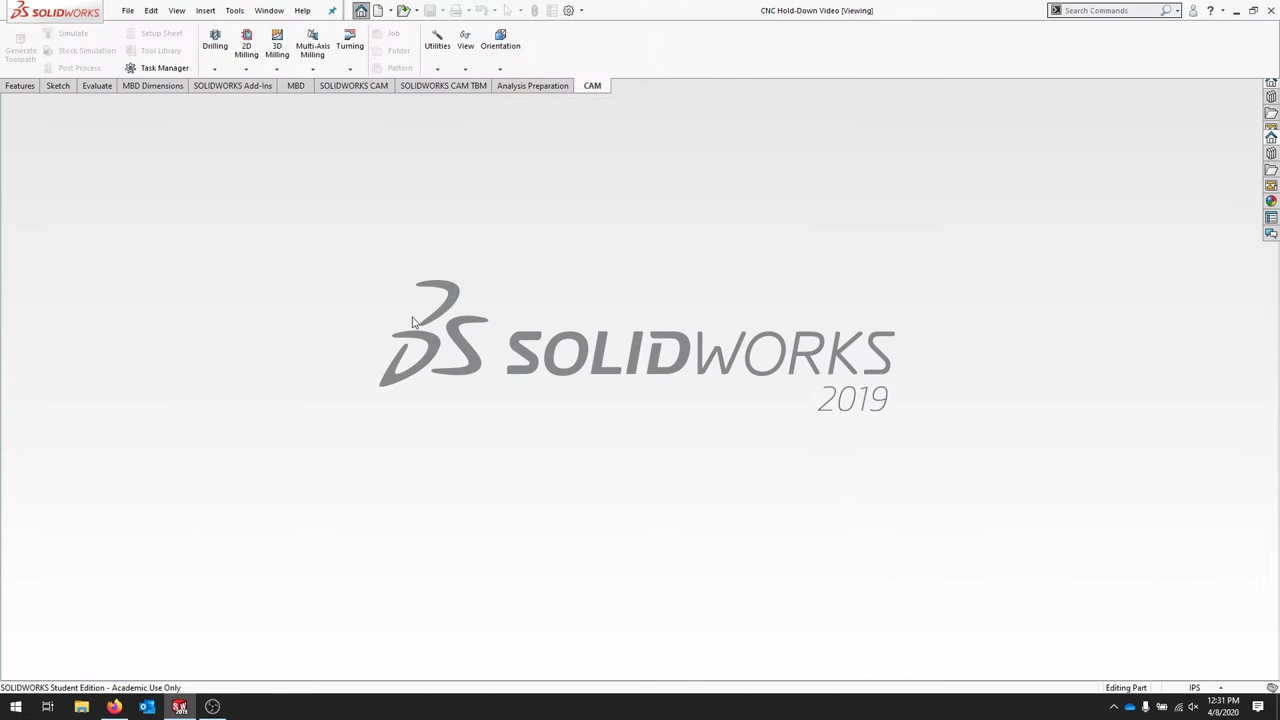 SOLIDWORKS File Edit View Insert Tools Window Help CNC Hold-Down Video [Viewing] Search Commands ?
Generate Toolpath
Simulate
Stock Simulation
Post Process
Setup Sheet
Tool Library
Task Manager
Drilling
2D Milling
3D Milling
Multi-Axis Milling
Turning
Job
Folder
Pattern
Utilities
View
Orientation
Features Sketch Evaluate MBD Dimensions SOLIDWORKS Add-Ins MBD SOLIDWORKS CAM SOLIDWORKS CAM TBM Analysis Preparation CAM
SOLIDWORKS
2019
SOLIDWORKS Student Edition - Academic Use Only Editing Part IPS
12:31 PM
4/8/2020